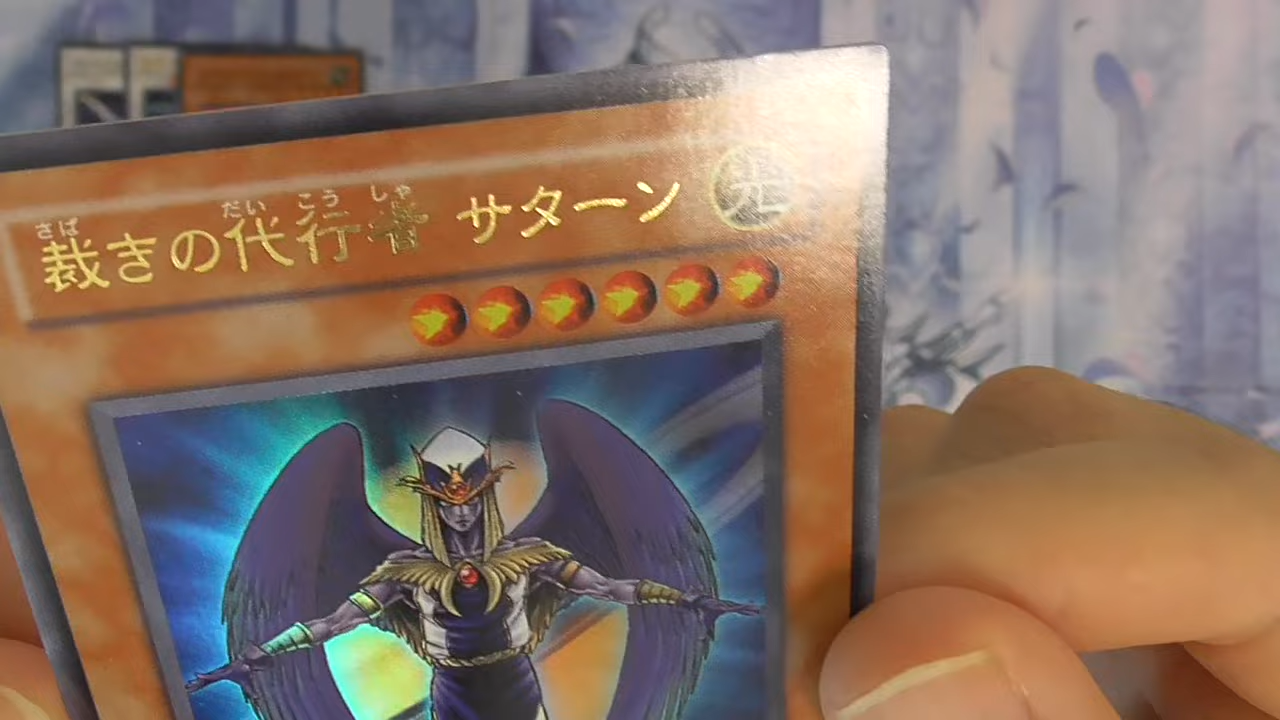 さば だい こう しゃ
裁きの代行者 サターン 光